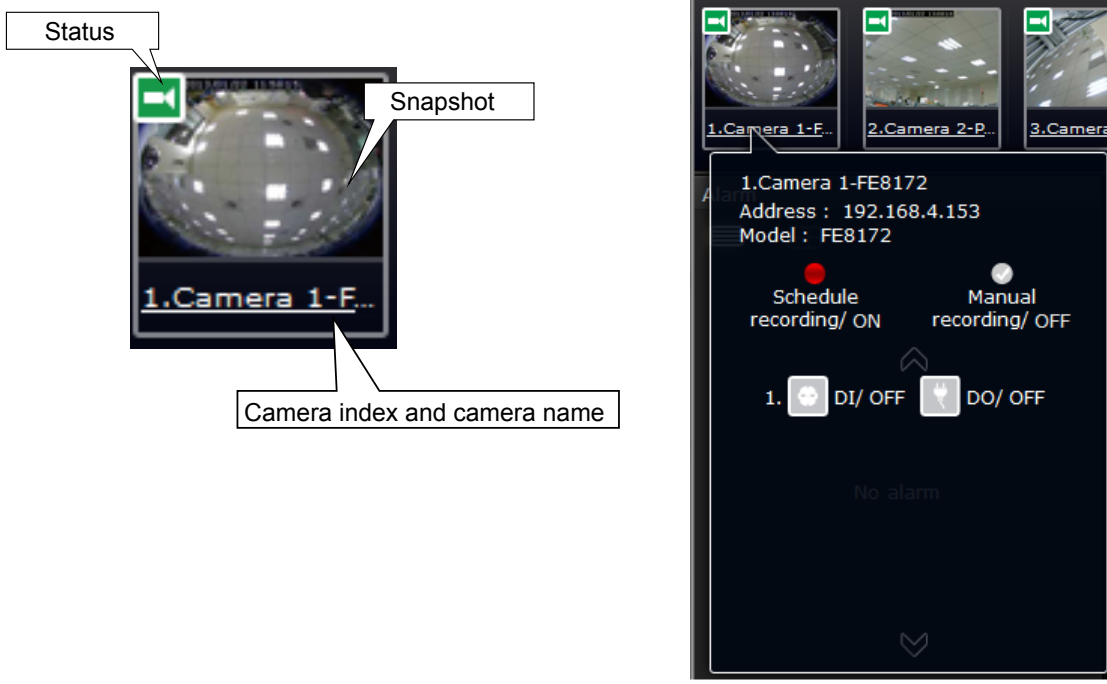 Status
Snapshot
1.Camera 1-F...
Camera index and camera name
1.Camera 1-F...
2.Camera 2-P...
3.Camera
Alarm
1.Camera 1-FE8172
Address : 192.168.4.153
Model : FE8172
Schedule
recording/ ON
Manual
recording/ OFF
1. DI/ OFF DO/ OFF
No alarm